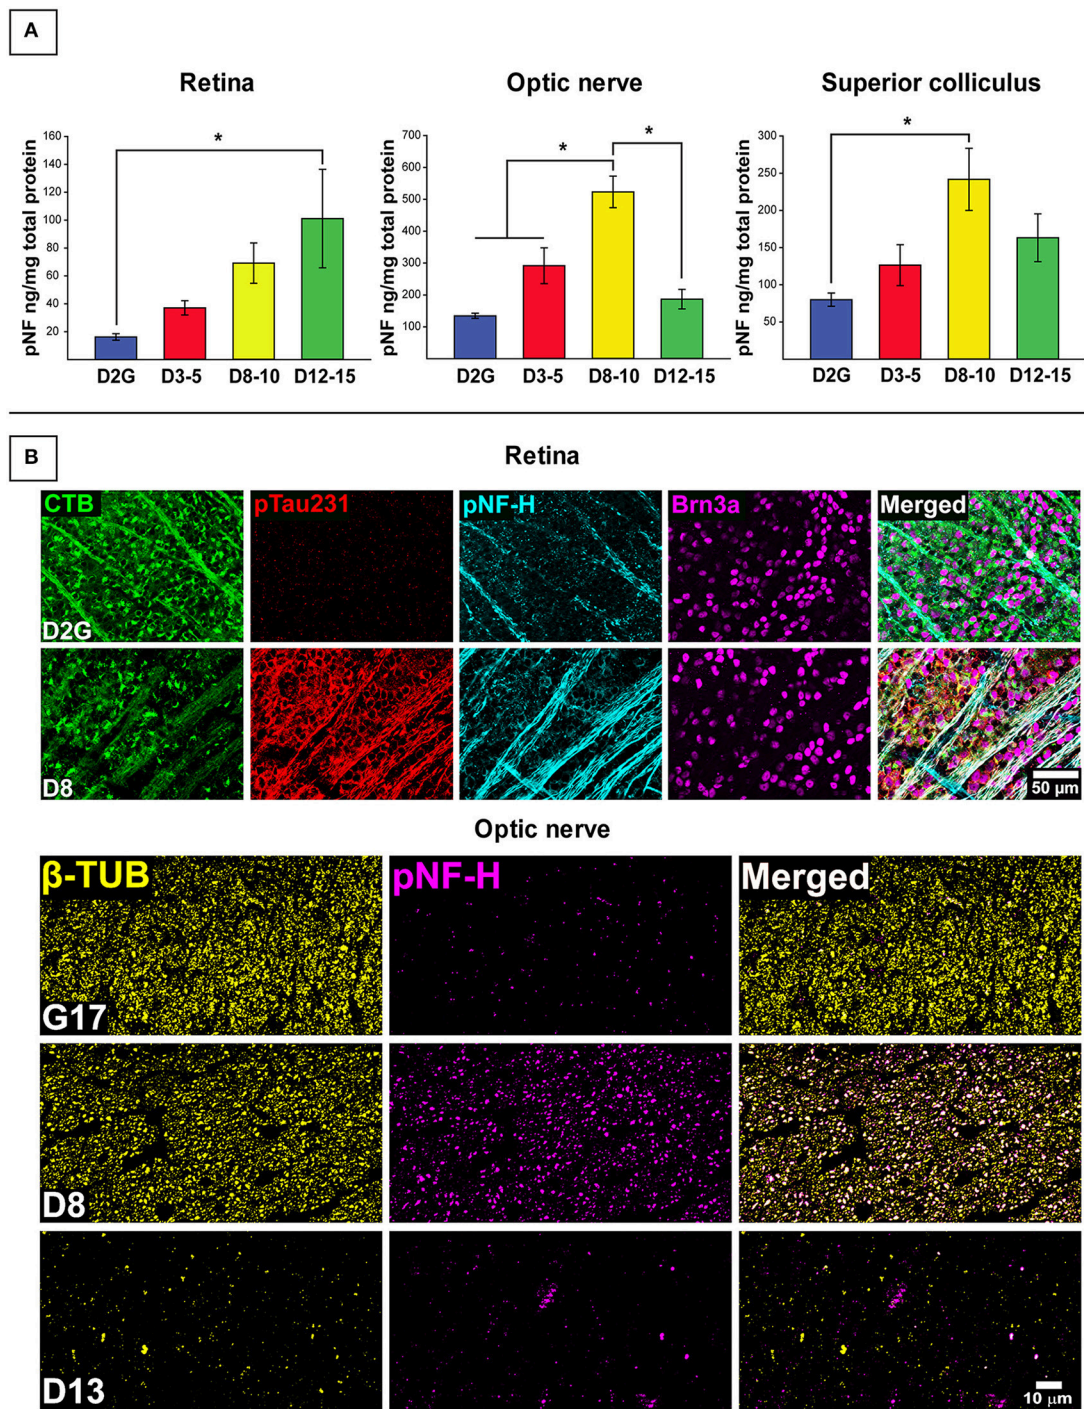 A
Retina
Optic nerve
Superior colliculus
pNF ng/mg total protein
160
140
120
100
80
60
40
20
*
D2G D3-5 D8-10 D12-15
pNF ng/mg total protein
700
600
500
400
300
200
100
* *
D2G D3-5 D8-10 D12-15
pNF ng/mg total protein
300
250
200
150
100
50
*
D2G D3-5 D8-10 D12-15
B
Retina
CTB pTau231 pNF-H Brn3a Merged
D2G
D8
50 µm
Optic nerve
β-TUB pNF-H Merged
G17
D8
D13
10 µm